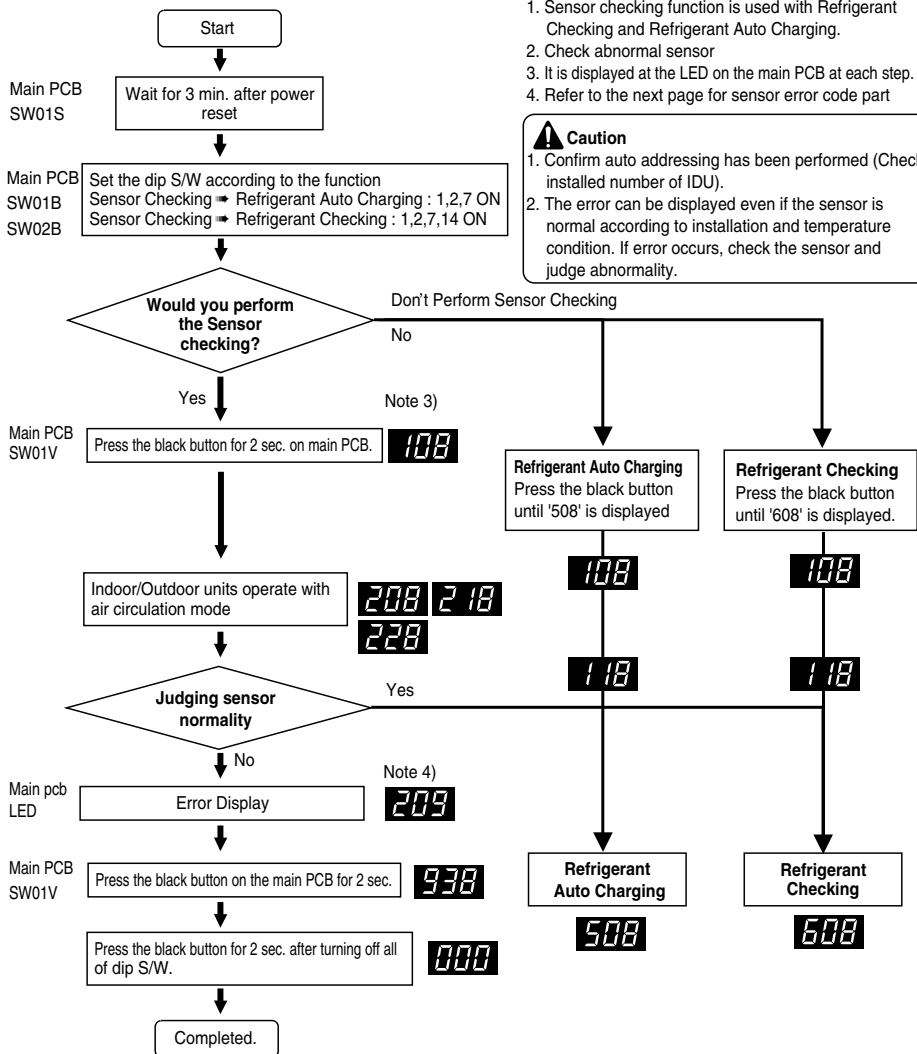 1. Sensor checking function is used with Refrigerant
Checking and Refrigerant Auto Charging.
2. Check abnormal sensor
3. It is displayed at the LED on the main PCB at each step.
4. Refer to the next page for sensor error code part
Caution
1. Confirm auto addressing has been performed (Chec
installed number of IDU).
2. The error can be displayed even if the sensor is
normal according to installation and temperature
condition. If error occurs, check the sensor and
judge abnormality.
Start
Main PCB
SW01S
Wait for 3 min. after power
reset
Main PCB
SW01B
SW02B
Set the dip S/W according to the function
Sensor Checking ➠ Refrigerant Auto Charging : 1,2,7 ON
Sensor Checking ➠ Refrigerant Checking : 1,2,7,14 ON
Would you perform
the Sensor
checking?
Don't Perform Sensor Checking
No
Yes
Note 3)
Main PCB
SW01V
Press the black button for 2 sec. on main PCB.
108
Refrigerant Auto Charging
Press the black button
until '508' is displayed
Refrigerant Checking
Press the black button
until '608' is displayed.
108
108
Indoor/Outdoor units operate with
air circulation mode
208 218
228
118
118
Judging sensor
normality
Yes
No
Note 4)
Main pcb
LED
Error Display
209
Main PCB
SW01V
Press the black button on the main PCB for 2 sec.
938
Refrigerant
Auto Charging
508
Refrigerant
Checking
608
Press the black button for 2 sec. after turning off all
of dip S/W.
000
Completed.